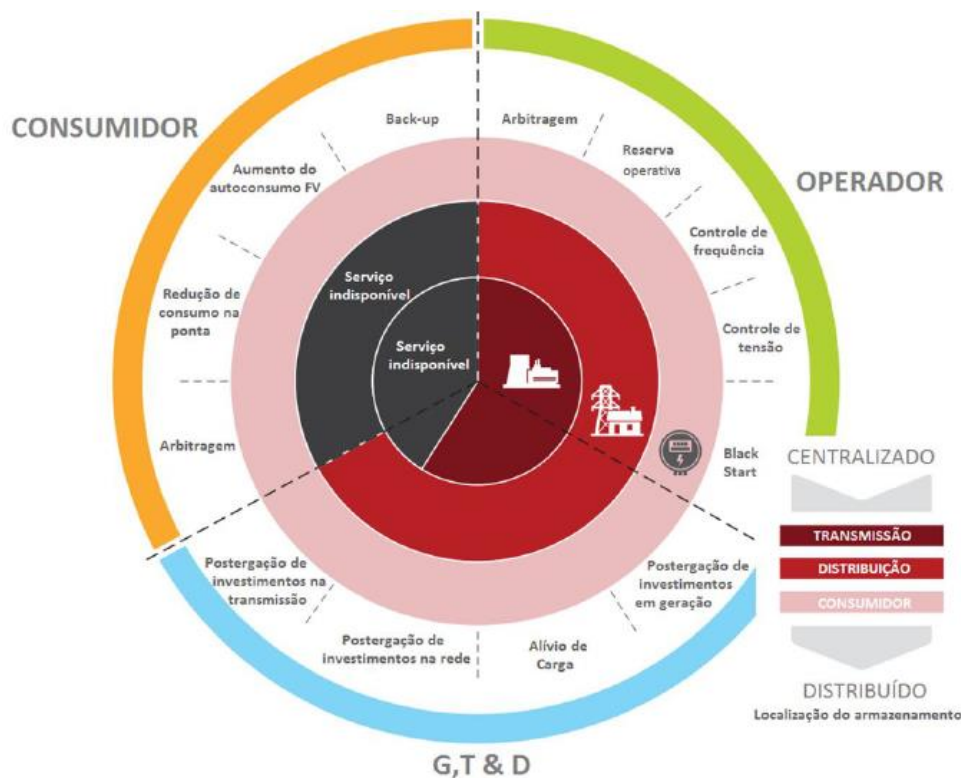 CONSUMIDOR
OPERADOR
G,T & D
Back-up
Arbitragem
Aumento do
autoconsumo FV
Reserva
operativa
Controle de
frequência
Redução de
consumo na
ponta
Controle de
tensão
Arbitragem
Black
Start
Serviço
indisponível
Serviço
indisponível
Postergação de
investimentos na
transmissão
Postergação de
investimentos na rede
Alívio de
Carga
Postergação de
investimentos
em geração
CENTRALIZADO
TRANSMISSÃO
DISTRIBUIÇÃO
CONSUMIDOR
DISTRIBUÍDO
Localização do armazenamento